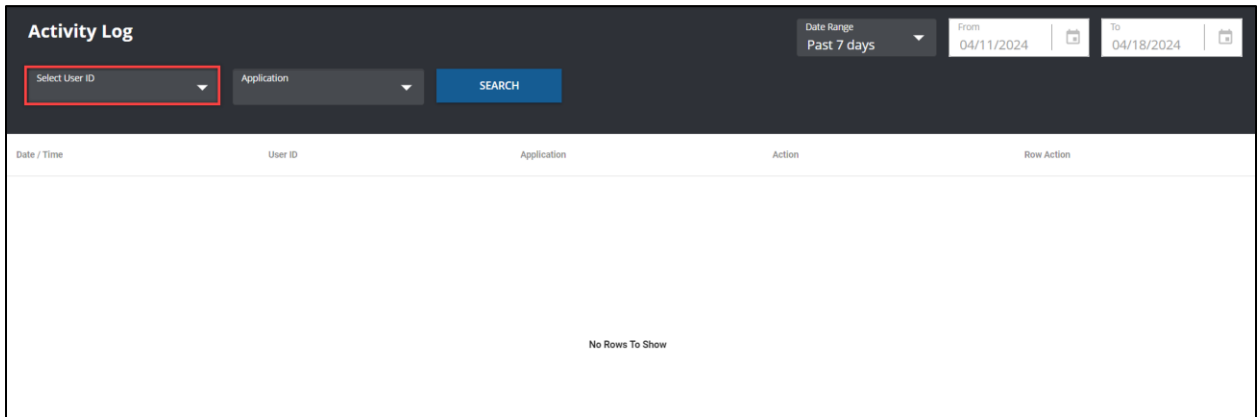 Activity Log
Date Range
Past 7 days
From
04/11/2024
To
04/18/2024
Select User ID
Application
SEARCH
Date / Time User ID Application Action Row Action
No Rows To Show